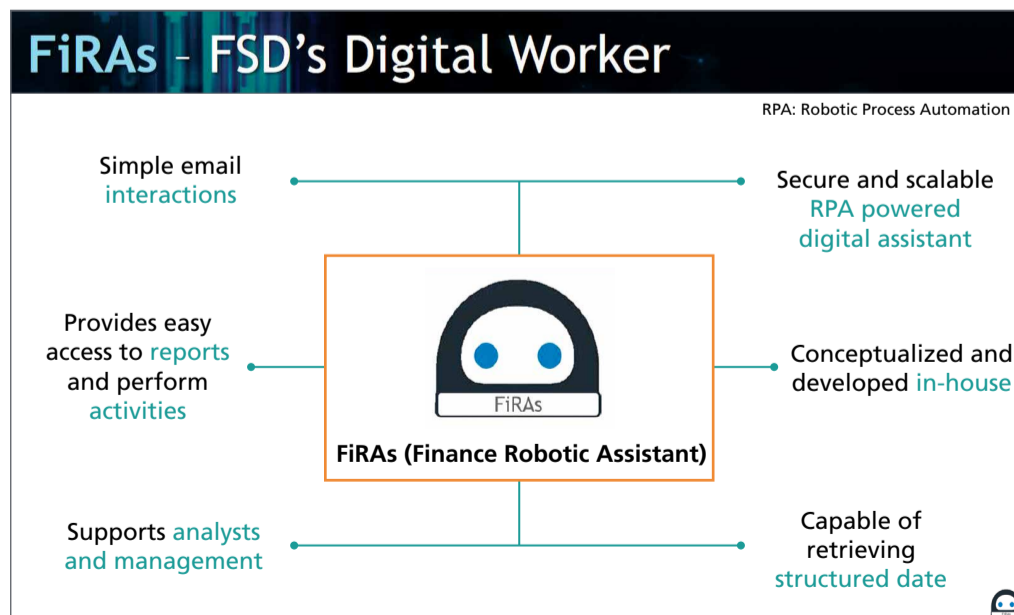 FiRAs – FSD's Digital Worker
RPA: Robotic Process Automation
Simple email
interactions
Secure and scalable
RPA powered
digital assistant
Provides easy
access to reports
and perform
activities
FiRAs
FiRAs (Finance Robotic Assistant)
Conceptualized and
developed in-house
Supports analysts
and management
Capable of
retrieving
structured date